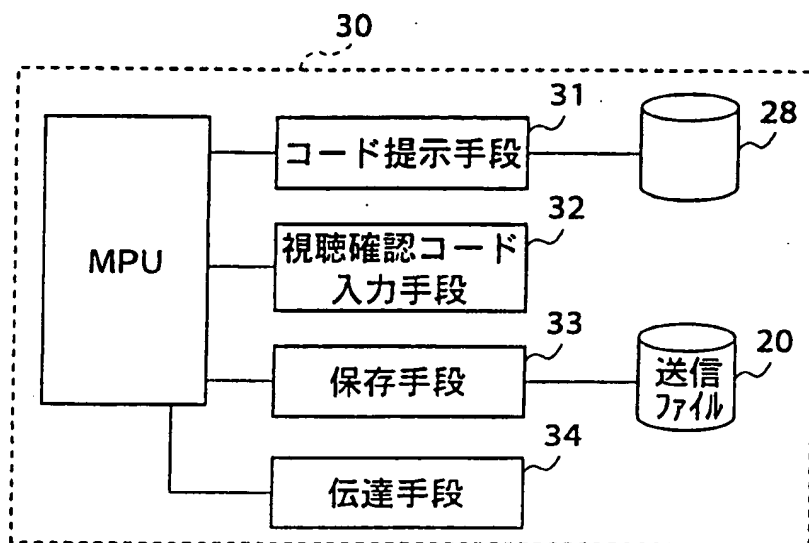 30
31
コード提示手段
28
32
MPU
視聴確認コード
入力手段
33
保存手段
20
送信
ファイル
34
伝達手段